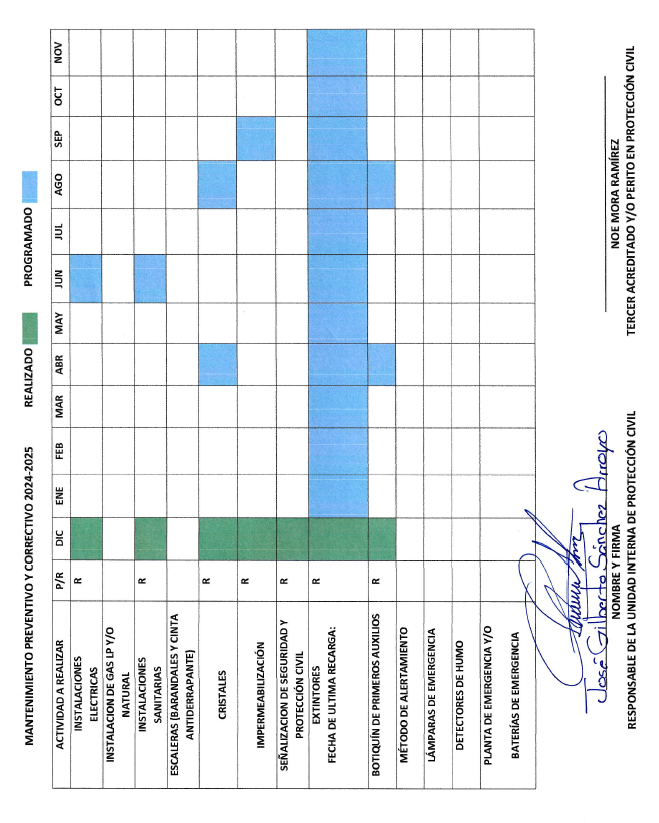 MANTENIMIENTO PREVENTIVO Y CORRECTIVO 2024-2025 REALIZADO PROGRAMADO
ACTIVIDAD A REALIZAR P/R DIC ENE FEB MAR ABR MAY JUN JUL AGO SEP OCT NOV
INSTALACIONES R
ELECTRICAS
INSTALACION DE GAS LP Y/O
NATURAL
INSTALACIONES R
SANITARIAS
ESCALERAS (BARANDALES Y CINTA
ANTIDERRAPANTE)
CRISTALES R
IMPERMEABILIZACIÓN R
SEÑALIZACION DE SEGURIDAD Y
PROTECCIÓN CIVIL
EXTINTORES R
FECHA DE ULTIMA RECARGA:
BOTIQUÍN DE PRIMEROS AUXILIOS R
MÉTODO DE ALERTAMIENTO
LÁMPARAS DE EMERGENCIA
DETECTORES DE HUMO
PLANTA DE EMERGENCIA Y/O
BATERÍAS DE EMERGENCIA
José Gilberto Sánchez Arroyo
NOMBRE Y FIRMA
RESPONSABLE DE LA UNIDAD INTERNA DE PROTECCIÓN CIVIL
NOE MORA RAMÍREZ
TERCER ACREDITADO Y/O PERITO EN PROTECCIÓN CIVIL